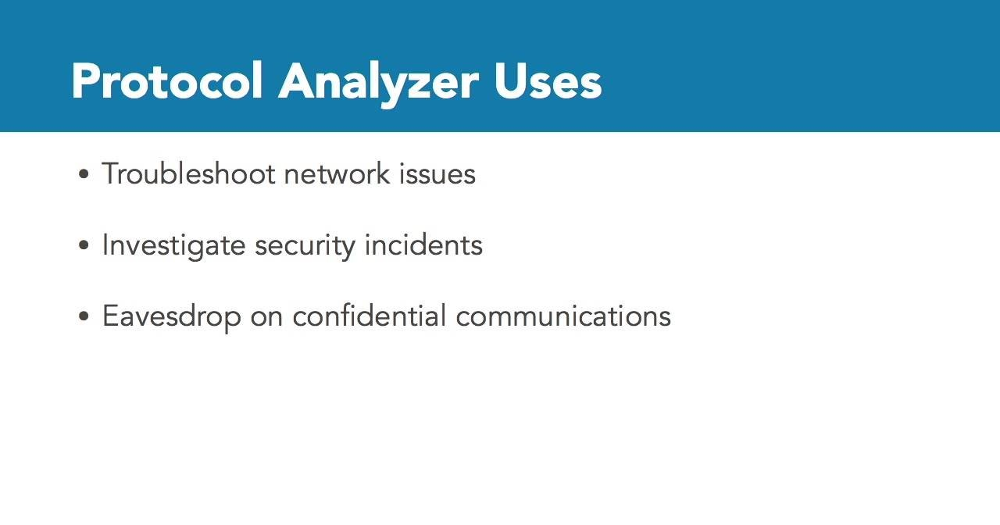 Protocol Analyzer Uses
• Troubleshoot network issues
• Investigate security incidents
• Eavesdrop on confidential communications